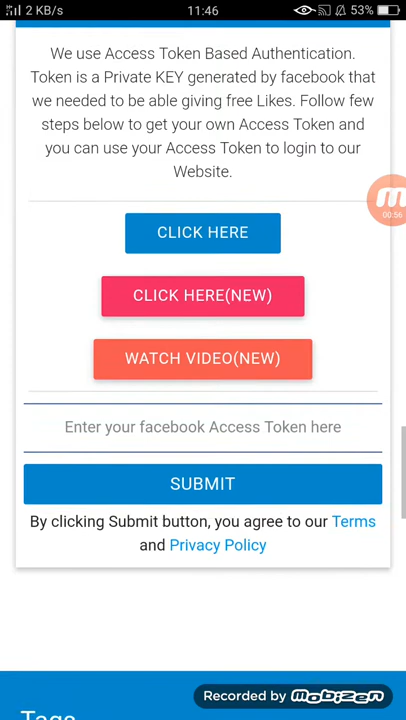 2 KB/s 11:46 53%
We use Access Token Based Authentication.
Token is a Private KEY generated by facebook that
we needed to be able giving free Likes. Follow few
steps below to get your own Access Token and
you can use your Access Token to login to our
Website.
CLICK HERE
00:56
CLICK HERE(NEW)
WATCH VIDEO(NEW)
Enter your facebook Access Token here
SUBMIT
By clicking Submit button, you agree to our Terms
and Privacy Policy
Recorded by mobizen
Tags